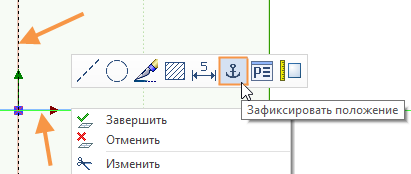 5
Зафиксировать положение
Завершить
Отменить
Изменить